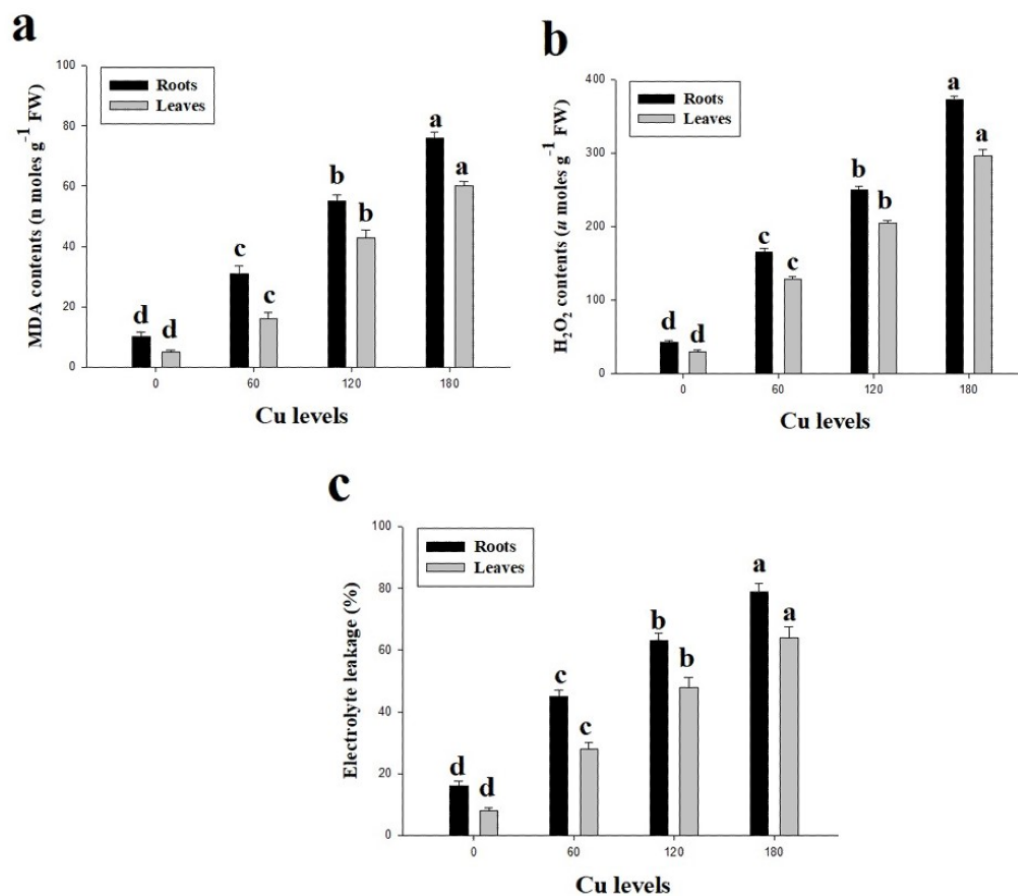 a
MDA contents (n moles g⁻¹ FW)
100
80
60
40
20
0
Roots
Leaves
d
d
c
c
b
b
a
a
0
60
120
180
Cu levels
b
H₂O₂ contents (u moles g⁻¹ FW)
400
300
200
100
0
Roots
Leaves
d
d
c
c
b
b
a
a
0
60
120
180
Cu levels
c
Electrolyte leakage (%)
100
80
60
40
20
0
Roots
Leaves
d
d
c
c
b
b
a
a
0
60
120
180
Cu levels